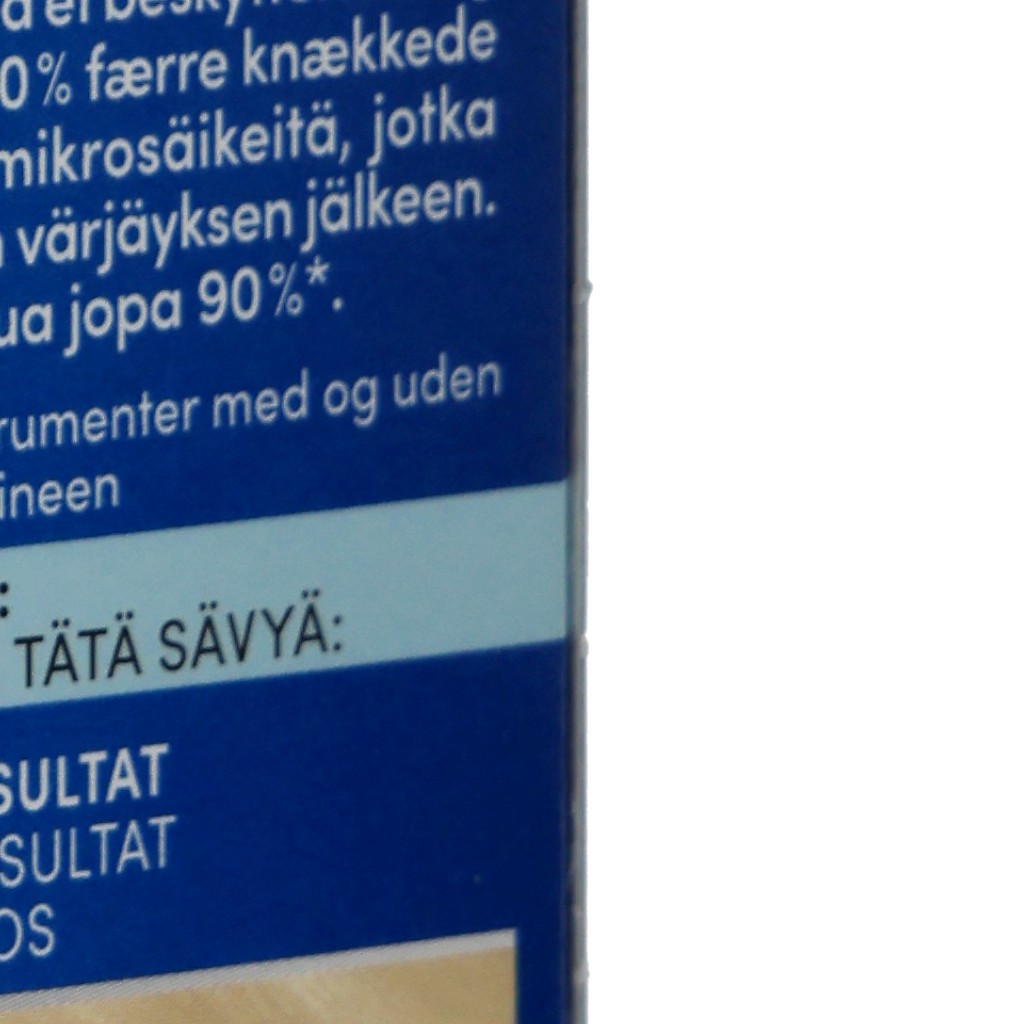 0% færre knækkede
mikrosäikeitä, jotka
värjäyksen jälkeen.
ua jopa 90%*.
rumenter med og uden
ineen
:
TÄTÄ SÄVYÄ:
SULTAT
SULTAT
OS